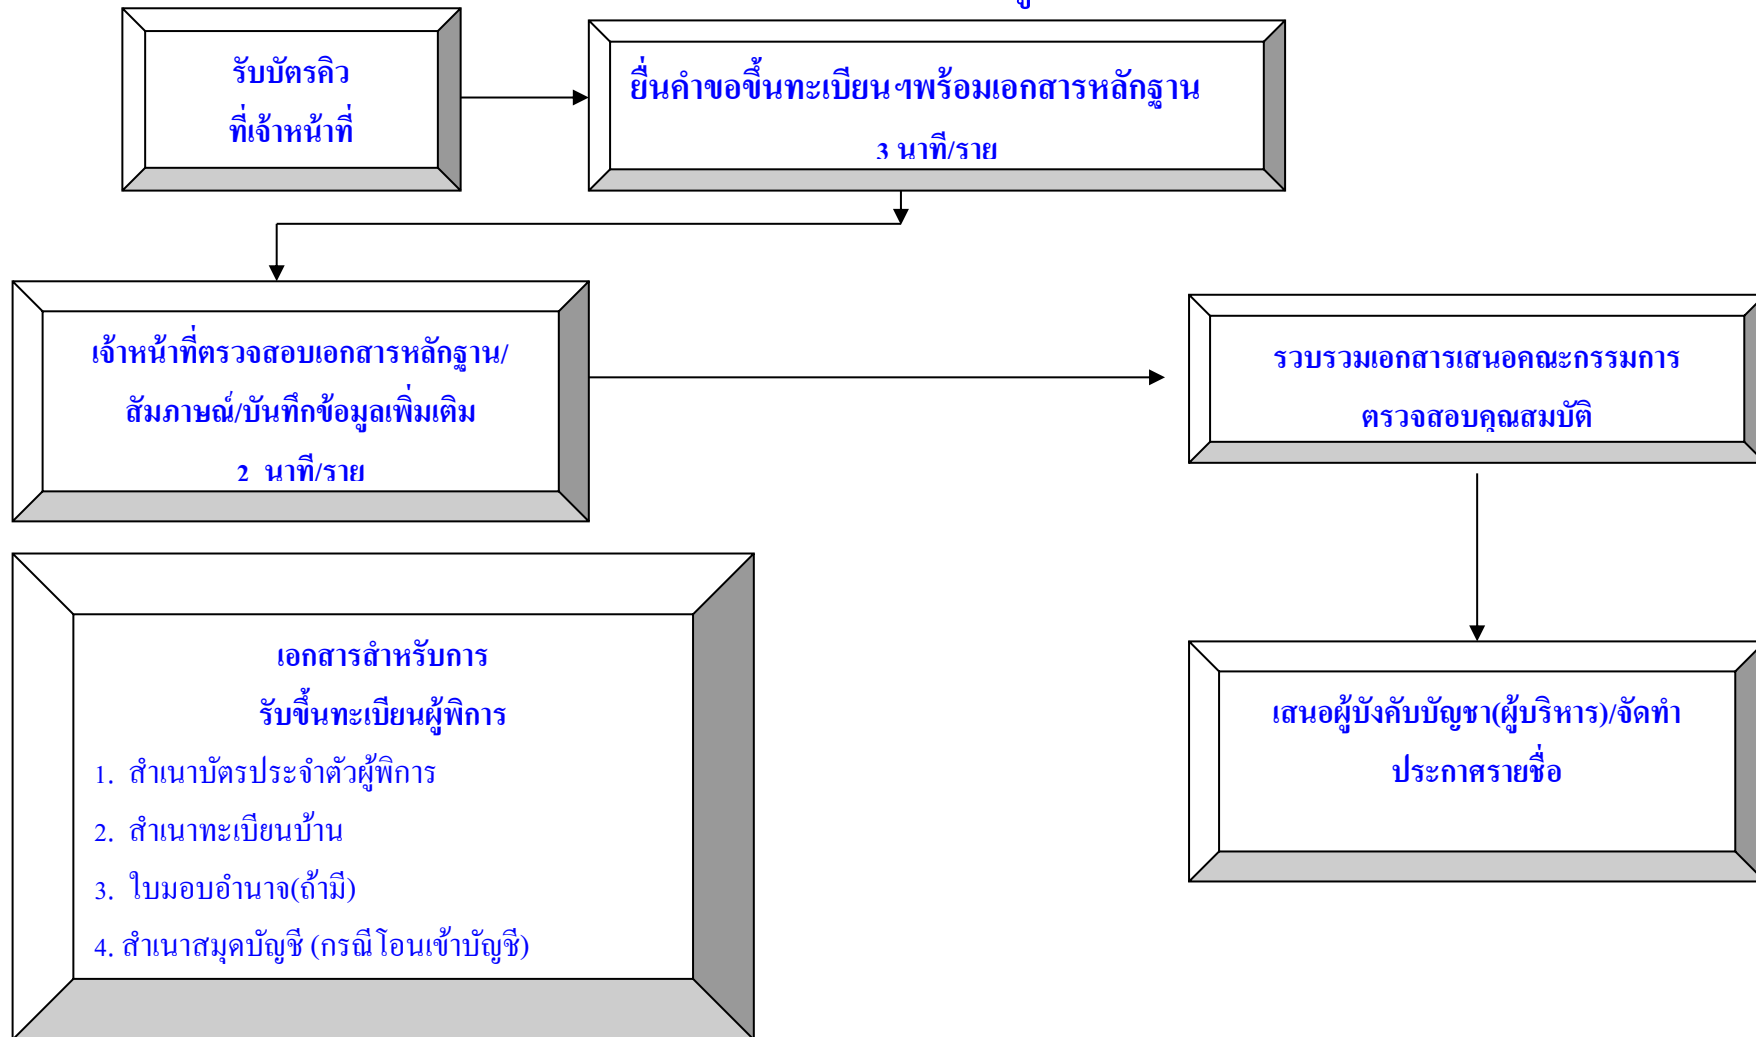 รับบัตรคิว
ที่เจ้าหน้าที่
ยื่นคำขอขึ้นทะเบียนฯพร้อมเอกสารหลักฐาน
3 นาที/ราย
เจ้าหน้าที่ตรวจสอบเอกสารหลักฐาน/
สัมภาษณ์/บันทึกข้อมูลเพิ่มเติม
2 นาที/ราย
รวบรวมเอกสารเสนอคณะกรรมการ
ตรวจสอบคุณสมบัติ
เอกสารสำหรับการ
รับขึ้นทะเบียนผู้พิการ
1. สำเนาบัตรประจำตัวผู้พิการ
2. สำเนาทะเบียนบ้าน
3. ใบมอบอำนาจ(ถ้ามี)
4. สำเนาสมุดบัญชี (กรณีโอนเข้าบัญชี)
เสนอผู้บังคับบัญชา(ผู้บริหาร)/จัดทำ
ประกาศรายชื่อ